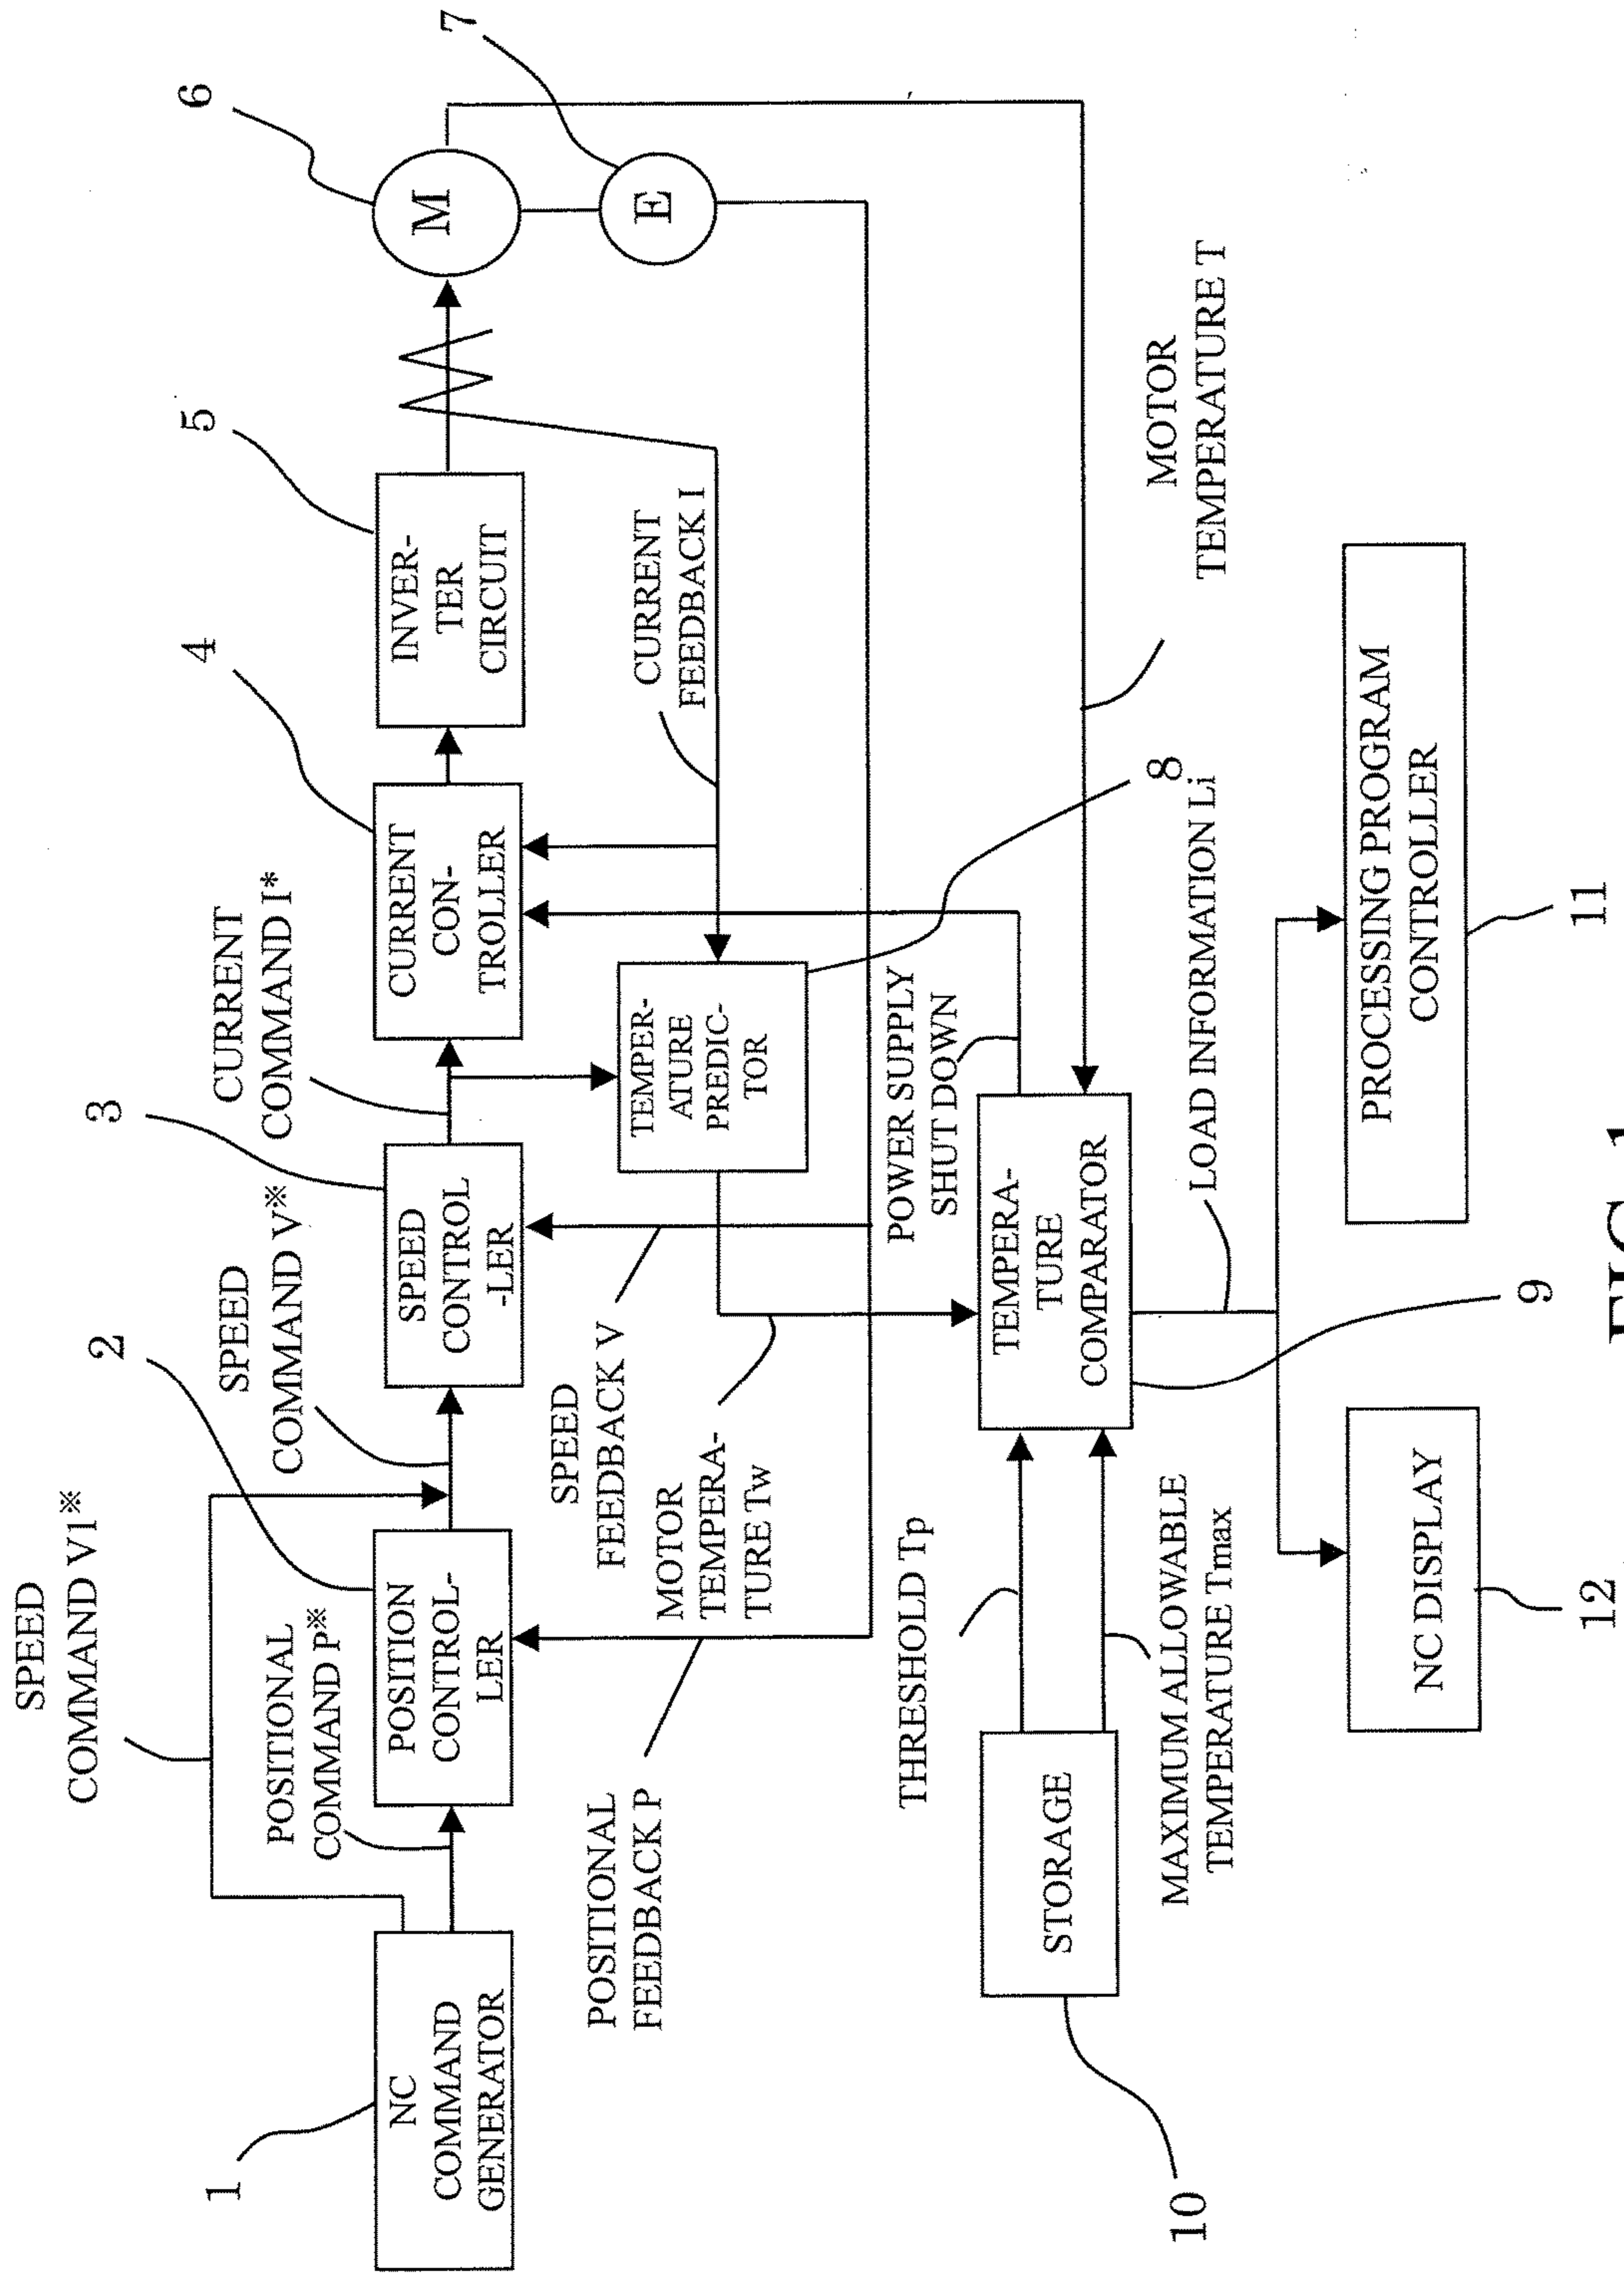 SPEED
COMMAND V1※
1
NC
COMMAND
GENERATOR
POSITIONAL
COMMAND P※
2
POSITION
CONTROL-
LER
SPEED
COMMAND V※
3
SPEED
CONTROL
-LER
CURRENT
COMMAND I*
4
CURRENT
CON-
TROLLER
5
INVER-
TER
CIRCUIT
6
M
7
E
POSITIONAL
FEEDBACK P
SPEED
FEEDBACK V
MOTOR
TEMPERA-
TURE Tw
TEMPER-
ATURE
PREDIC-
TOR
8
CURRENT
FEEDBACK I
POWER SUPPLY
SHUT DOWN
MOTOR
TEMPERATURE T
10
STORAGE
THRESHOLD Tp
MAXIMUM ALLOWABLE
TEMPERATURE Tmax
TEMPERA-
TURE
COMPARATOR
9
LOAD INFORMATION Li
NC DISPLAY
12
PROCESSING PROGRAM
CONTROLLER
11